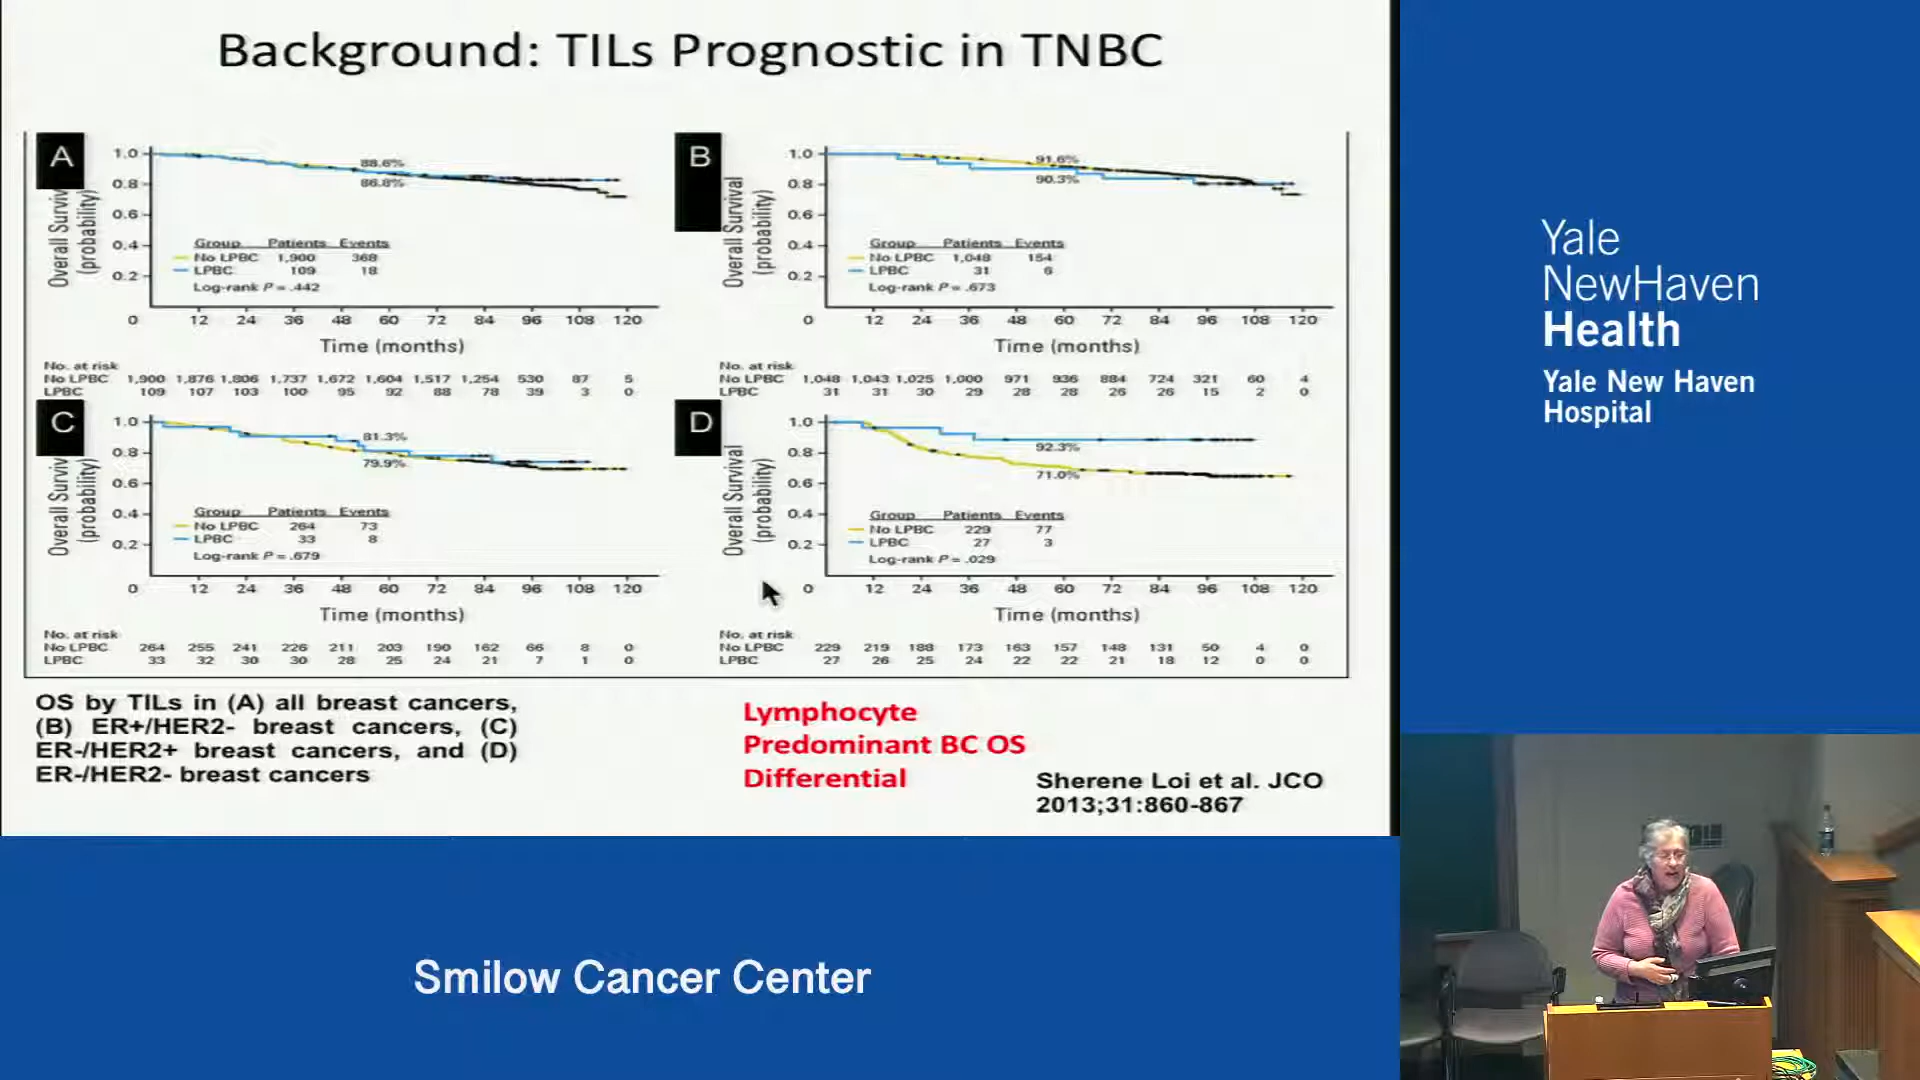 Background: TILs Prognostic in TNBC
A
Overall Surviv
(probability)
1.0
0.8
0.6
0.4
0.2
88.6%
86.8%
Group Patients Events
No LPBC 1,900 368
LPBC 109 18
Log-rank P = .442
0 12 24 36 48 60 72 84 96 108 120
Time (months)
No. at risk
No LPBC 1,900 1,876 1,806 1,737 1,672 1,604 1,517 1,254 530 87 5
LPBC 109 107 103 100 95 92 88 78 39 3 0
B
Overall Survival
(probability)
1.0
0.8
0.6
0.4
0.2
91.6%
90.3%
Group Patients Events
No LPBC 1,048 154
LPBC 31 6
Log-rank P = .673
0 12 24 36 48 60 72 84 96 108 120
Time (months)
No. at risk
No LPBC 1,048 1,043 1,025 1,000 971 936 884 724 321 60 4
LPBC 31 31 30 29 28 28 26 26 15 2 0
C
Overall Surviv
(probability)
1.0
0.8
0.6
0.4
0.2
81.3%
79.9%
Group Patients Events
No LPBC 264 73
LPBC 33 8
Log-rank P = .679
0 12 24 36 48 60 72 84 96 108 120
Time (months)
No. at risk
No LPBC 264 255 241 226 211 203 190 162 66 8 0
LPBC 33 32 30 30 28 25 24 21 7 1 0
D
Overall Survival
(probability)
1.0
0.8
0.6
0.4
0.2
92.3%
71.0%
Group Patients Events
No LPBC 229 77
LPBC 27 3
Log-rank P = .029
0 12 24 36 48 60 72 84 96 108 120
Time (months)
No. at risk
No LPBC 229 219 188 173 163 157 148 131 50 4 0
LPBC 27 26 25 24 22 22 21 18 12 0 0
OS by TILs in (A) all breast cancers,
(B) ER+/HER2- breast cancers, (C)
ER-/HER2+ breast cancers, and (D)
ER-/HER2- breast cancers
Lymphocyte
Predominant BC OS
Differential
Sherene Loi et al. JCO
2013;31:860-867
Yale
NewHaven
Health
Yale New Haven
Hospital
Smilow Cancer Center